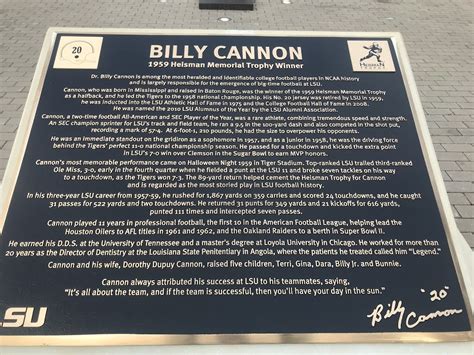 20
BILLY CANNON
1959 Heisman Memorial Trophy Winner
HEISMAN
Dr. Billy Cannon is among the most heralded and identifiable college football players in NCAA history
and is largely responsible for the emergence of big-time football at LSU.
Cannon, who was born in Mississippi and raised in Baton Rouge, was the winner of the 1959 Heisman Memorial Trophy
as a halfback, and he led the Tigers to the 1958 national championship. His No. 20 jersey was retired by LSU in 1959,
he was inducted into the LSU Athletic Hall of Fame in 1975 and the College Football Hall of Fame in 2008.
He was named the 2010 LSU Alumnus of the Year by the LSU Alumni Association.
Cannon, a two-time football All-American and SEC Player of the Year, was a rare athlete, combining tremendous speed and strength.
An SEC champion sprinter for LSU's track and field team, he ran a 9.5 in the 100-yard dash and also competed in the shot put,
recording a mark of 57-4. At 6-foot-1, 210 pounds, he had the size to overpower his opponents.
He was an immediate standout on the gridiron as a sophomore in 1957, and as a junior in 1958, he was the driving force
behind the Tigers' perfect 11-0 national championship season. He passed for a touchdown and kicked the extra point
in LSU's 7-0 win over Clemson in the Sugar Bowl to earn MVP honors.
Cannon's most memorable performance came on Halloween Night 1959 in Tiger Stadium. Top-ranked LSU trailed third-ranked
Ole Miss, 3-0, early in the fourth quarter when he fielded a punt at the LSU 11 and broke seven tackles on his way
to a touchdown, as the Tigers won 7-3. The 89-yard return helped cement the Heisman Trophy for Cannon
and is regarded as the most storied play in LSU football history.
In his three-year LSU career from 1957-59, he rushed for 1,867 yards on 359 carries and scored 24 touchdowns, and he caught
31 passes for 522 yards and two touchdowns. He returned 31 punts for 349 yards and 21 kickoffs for 616 yards,
punted 111 times and intercepted seven passes.
Cannon played 11 years in professional football, the first 10 in the American Football League, helping lead the
Houston Oilers to AFL titles in 1961 and 1962, and the Oakland Raiders to a berth in Super Bowl II.
He earned his D.D.S. at the University of Tennessee and a master's degree at Loyola University in Chicago. He worked for more than
20 years as the Director of Dentistry at the Louisiana State Penitentiary in Angola, where the patients he treated called him "Legend."
Cannon and his wife, Dorothy Dupuy Cannon, raised five children, Terri, Gina, Dara, Billy Jr. and Bunnie.
Cannon always attributed his success at LSU to his teammates, saying,
"It's all about the team, and if the team is successful, then you'll have your day in the sun."
LSU
Billy Cannon "20"